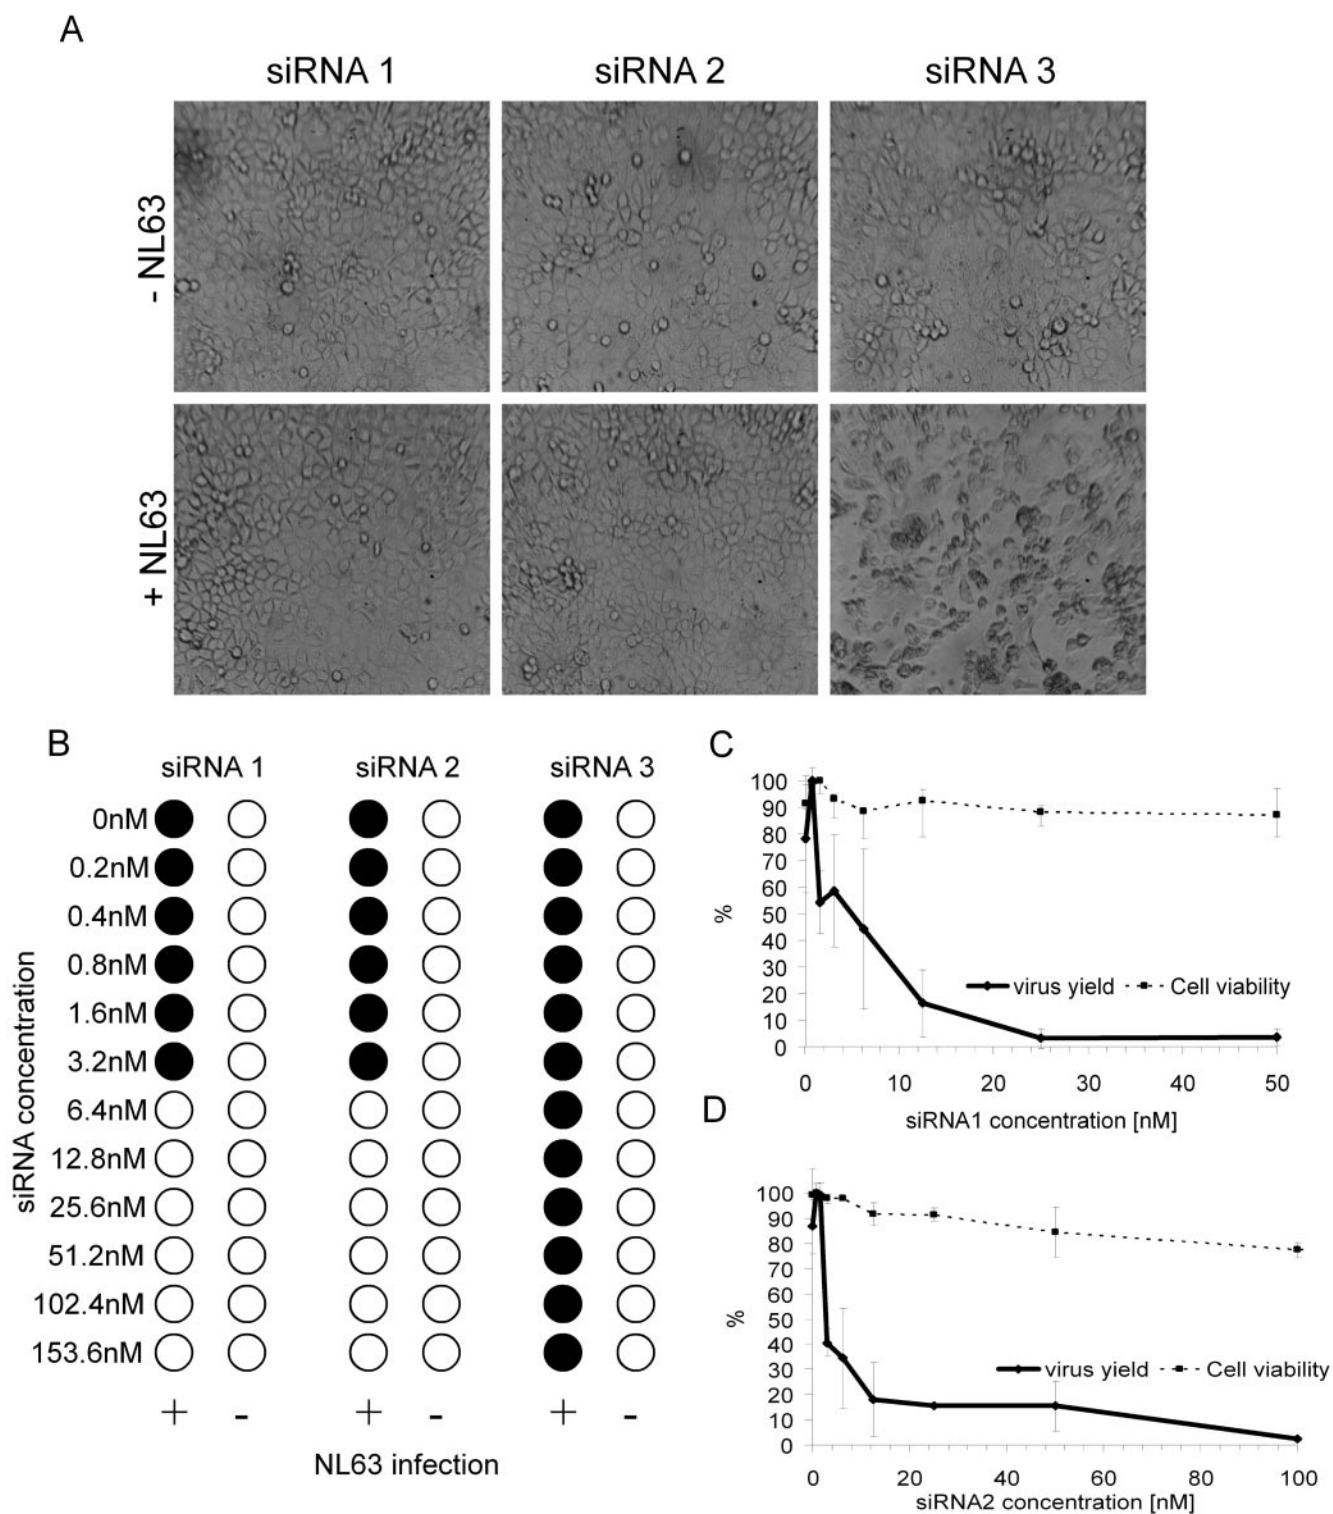 A
siRNA 1 siRNA 2 siRNA 3
- NL63
+ NL63
B
siRNA 1 siRNA 2 siRNA 3
siRNA concentration
0nM
0.2nM
0.4nM
0.8nM
1.6nM
3.2nM
6.4nM
12.8nM
25.6nM
51.2nM
102.4nM
153.6nM
+ - + - + -
NL63 infection
C
100
90
80
70
60
50
40
30
20
10
0
%
virus yield Cell viability
0 10 20 30 40 50
siRNA1 concentration [nM]
D
100
90
80
70
60
50
40
30
20
10
0
%
virus yield Cell viability
0 20 40 60 80 100
siRNA2 concentration [nM]